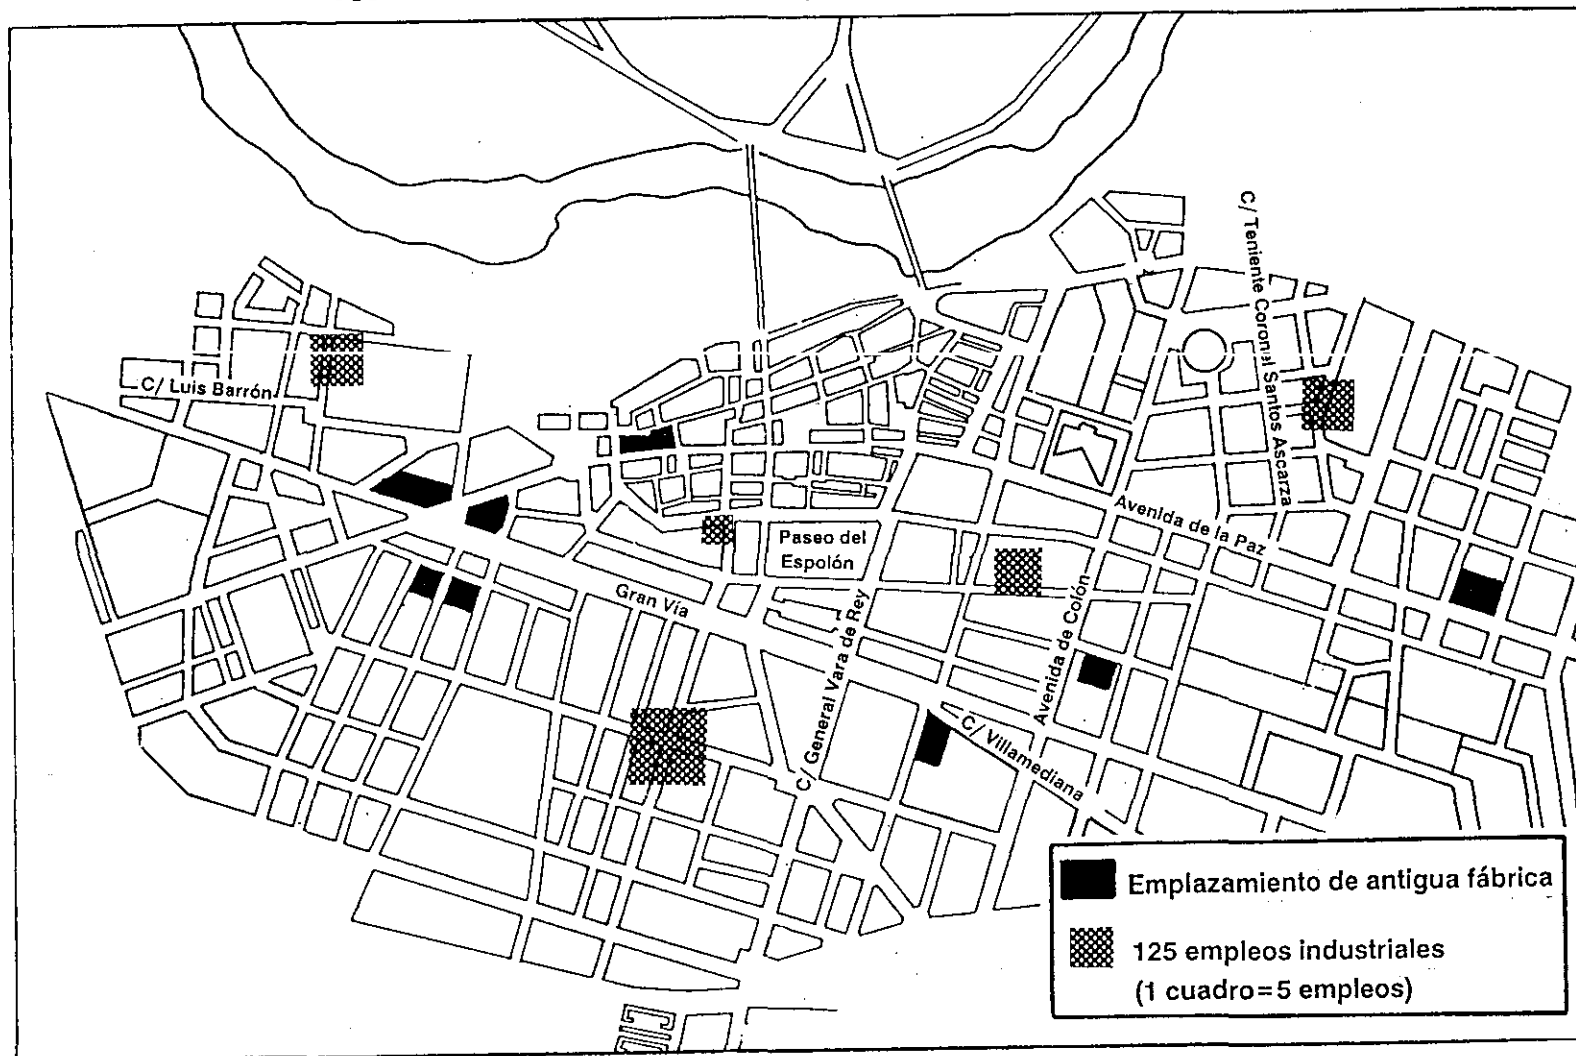 C/ Teniente Coronel Santos Ascarza
C/ Luis Barrón
Avenida de la Paz
Paseo del
Espolón
Gran Vía
C/ General Vara de Rey
Avenida de Colón
C/ Villamediana
Emplazamiento de antigua fábrica
125 empleos industriales
(1 cuadro=5 empleos)